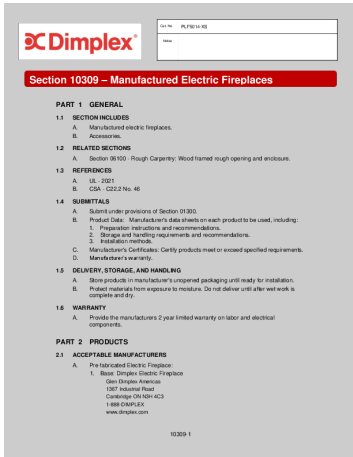 Cat. No. PLF5014-XS
Notes:
Dimplex®
Section 10309 – Manufactured Electric Fireplaces
PART 1 GENERAL
1.1 SECTION INCLUDES
A. Manufactured electric fireplaces.
B. Accessories.
1.2 RELATED SECTIONS
A. Section 06100 - Rough Carpentry: Wood framed rough opening and enclosure.
1.3 REFERENCES
A. UL - 2021
B. CSA - C22.2 No. 46
1.4 SUBMITTALS
A. Submit under provisions of Section 01300.
B. Product Data: Manufacturer's data sheets on each product to be used, including:
1. Preparation instructions and recommendations.
2. Storage and handling requirements and recommendations.
3. Installation methods.
C. Manufacturer's Certificates: Certify products meet or exceed specified requirements.
D. Manufacturer's warranty.
1.5 DELIVERY, STORAGE, AND HANDLING
A. Store products in manufacturer's unopened packaging until ready for installation.
B. Protect materials from exposure to moisture. Do not deliver until after wet work is
complete and dry.
1.6 WARRANTY
A. Provide the manufacturers 2 year limited warranty on labor and electrical
components.
PART 2 PRODUCTS
2.1 ACCEPTABLE MANUFACTURERS
A. Pre-fabricated Electric Fireplace:
1. Base: Dimplex Electric Fireplace
Glen Dimplex Americas
1367 Industrial Road
Cambridge ON N3H 4C3
1-888-DIMPLEX
www.dimplex.com
10309-1